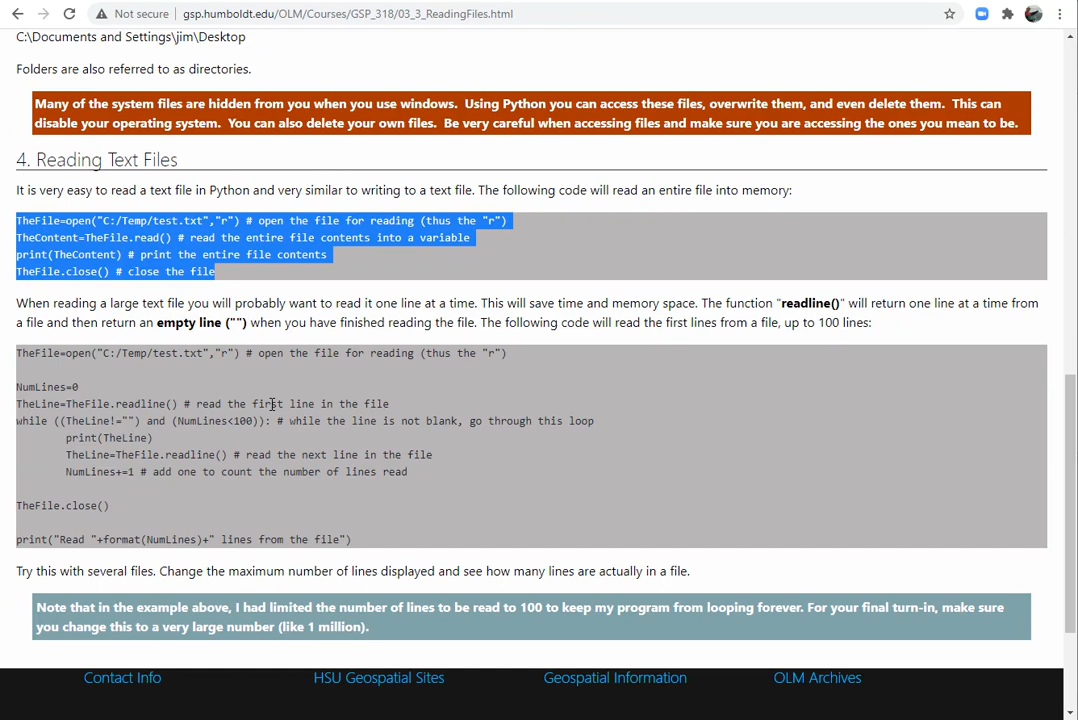 Not secure
gsp.humboldt.edu/OLM/Courses/GSP_318/03_3_ReadingFiles.html
C:\Documents and Settings\jim\Desktop
Folders are also referred to as directories.
Many of the system files are hidden from you when you use windows.  Using Python you can access these files, overwrite them, and even delete them.  This can
disable your operating system.  You can also delete your own files.  Be very careful when accessing files and make sure you are accessing the ones you mean to be.
4. Reading Text Files
It is very easy to read a text file in Python and very similar to writing to a text file. The following code will read an entire file into memory:
TheFile=open("C:/Temp/test.txt","r") # open the file for reading (thus the "r")
TheContent=TheFile.read() # read the entire file contents into a variable
print(TheContent) # print the entire file contents
TheFile.close() # close the file
When reading a large text file you will probably want to read it one line at a time. This will save time and memory space. The function "readline()" will return one line at a time from
a file and then return an empty line ("") when you have finished reading the file. The following code will read the first lines from a file, up to 100 lines:
TheFile=open("C:/Temp/test.txt","r") # open the file for reading (thus the "r")
NumLines=0
TheLine=TheFile.readline() # read the first line in the file
while ((TheLine!="") and (NumLines<100)): # while the line is not blank, go through this loop
print(TheLine)
TheLine=TheFile.readline() # read the next line in the file
NumLines+=1 # add one to count the number of lines read
TheFile.close()
print("Read "+format(NumLines)+" lines from the file")
Try this with several files. Change the maximum number of lines displayed and see how many lines are actually in a file.
Note that in the example above, I had limited the number of lines to be read to 100 to keep my program from looping forever. For your final turn-in, make sure
you change this to a very large number (like 1 million).
Contact Info
HSU Geospatial Sites
Geospatial Information
OLM Archives